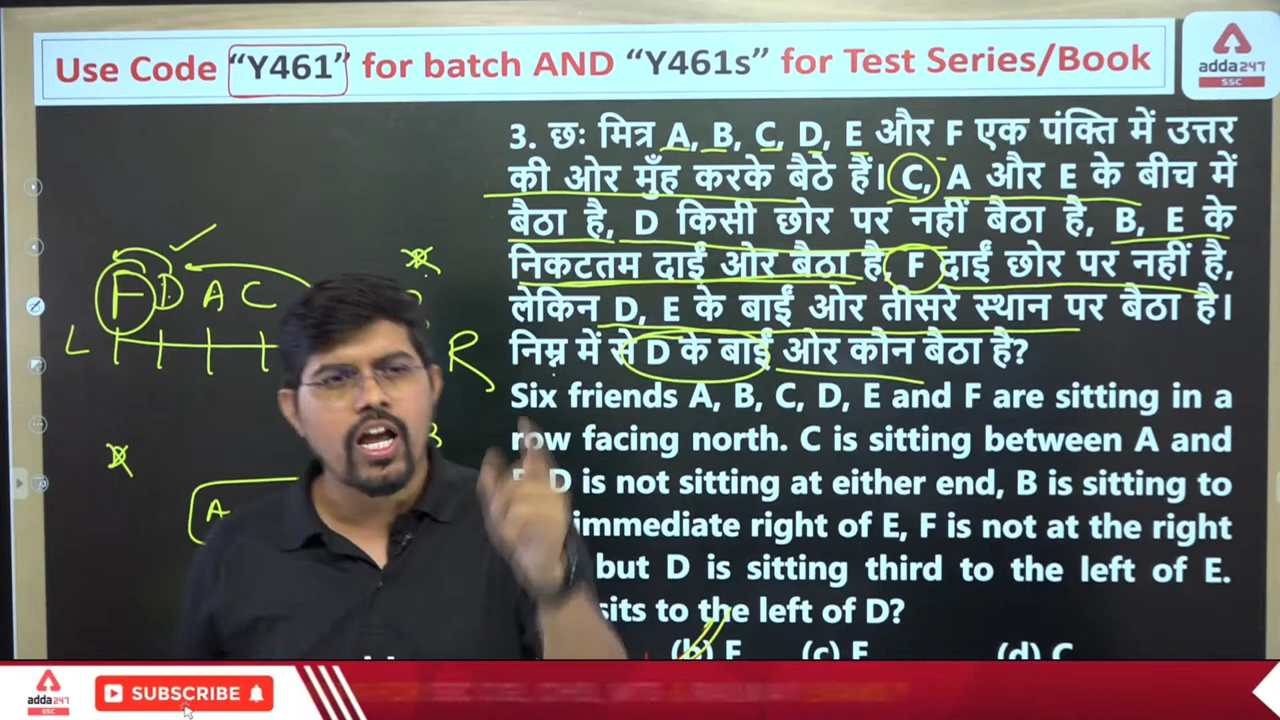 Use Code “Y461” for batch AND “Y461s” for Test Series/Book
adda247
SSC
3. छः मित्र A, B, C, D, E और F एक पंक्ति में उत्तर
की ओर मुँह करके बैठे हैं। C, A और E के बीच में
बैठा है, D किसी छोर पर नहीं बैठा है, B, E के
निकटतम दाईं ओर बैठा है, F दाईं छोर पर नहीं है,
लेकिन D, E के बाईं ओर तीसरे स्थान पर बैठा है।
निम्न में से D के बाईं ओर कौन बैठा है?
Six friends A, B, C, D, E and F are sitting in a
row facing north. C is sitting between A and
D is not sitting at either end, B is sitting to
immediate right of E, F is not at the right
but D is sitting third to the left of E.
sits to the left of D?
(b) F (c) E (d) C
F D A C
L R
A
adda247
SSC
SUBSCRIBE